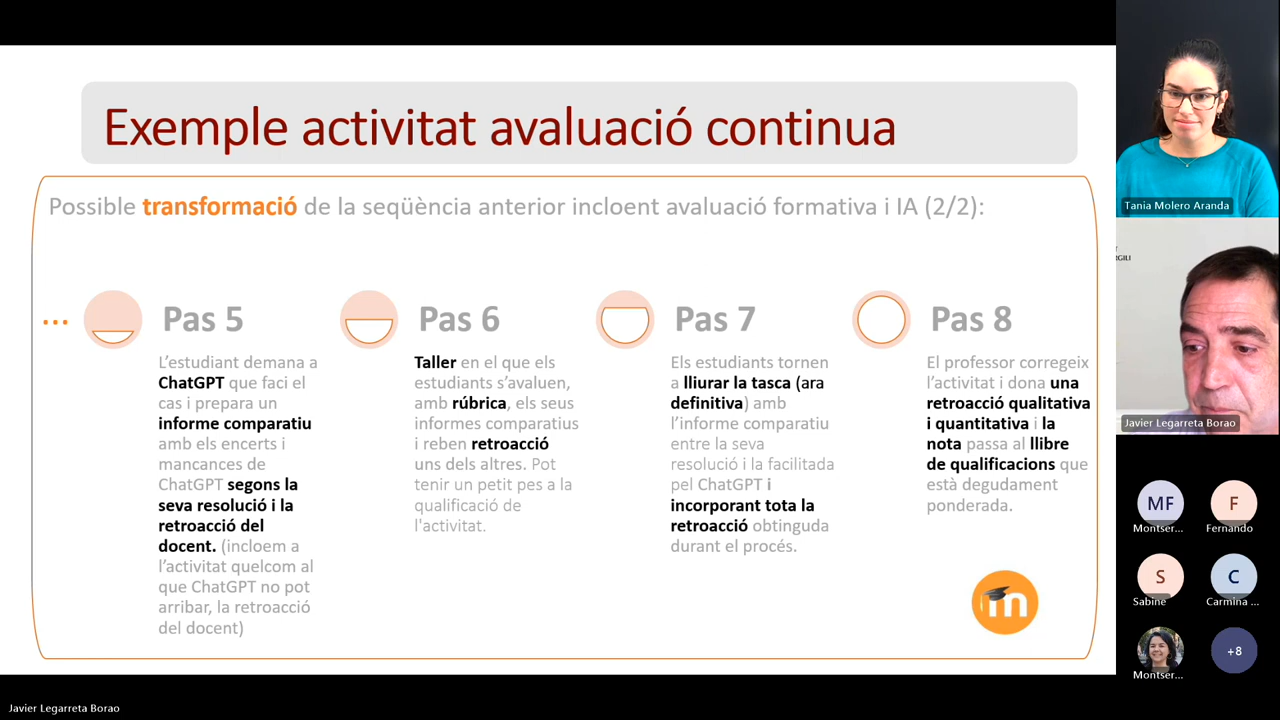 Exemple activitat avaluació continua
Possible transformació de la seqüència anterior incloent avaluació formativa i IA (2/2):
...
Pas 5
L'estudiant demana a
ChatGPT que faci el
cas i prepara un
informe comparatiu
amb els encerts i
mancances de
ChatGPT segons la
seva resolució i la
retroacció del
docent. (incloem a
l'activitat quelcom al
que ChatGPT no pot
arribar, la retroacció
del docent)
Pas 6
Taller en el que els
estudiants s'avaluen,
amb rúbrica, els seus
informes comparatius
i reben retroacció
uns dels altres. Pot
tenir un petit pes a la
qualificació de
l'activitat.
Pas 7
Els estudiants tornen
a lliurar la tasca (ara
definitiva) amb
l'informe comparatiu
entre la seva
resolució i la facilitada
pel ChatGPT i
incorporant tota la
retroacció obtinguda
durant el procés.
Pas 8
El professor corregeix
l'activitat i dona una
retroacció qualitativa
i quantitativa i la
nota passa al llibre
de qualificacions que
està degudament
ponderada.
m
Tania Molero Aranda
Javier Legarreta Borao
MF
Montser...
F
Fernando
S
Sabine
C
Carmina ...
Montser...
+8
Javier Legarreta Borao